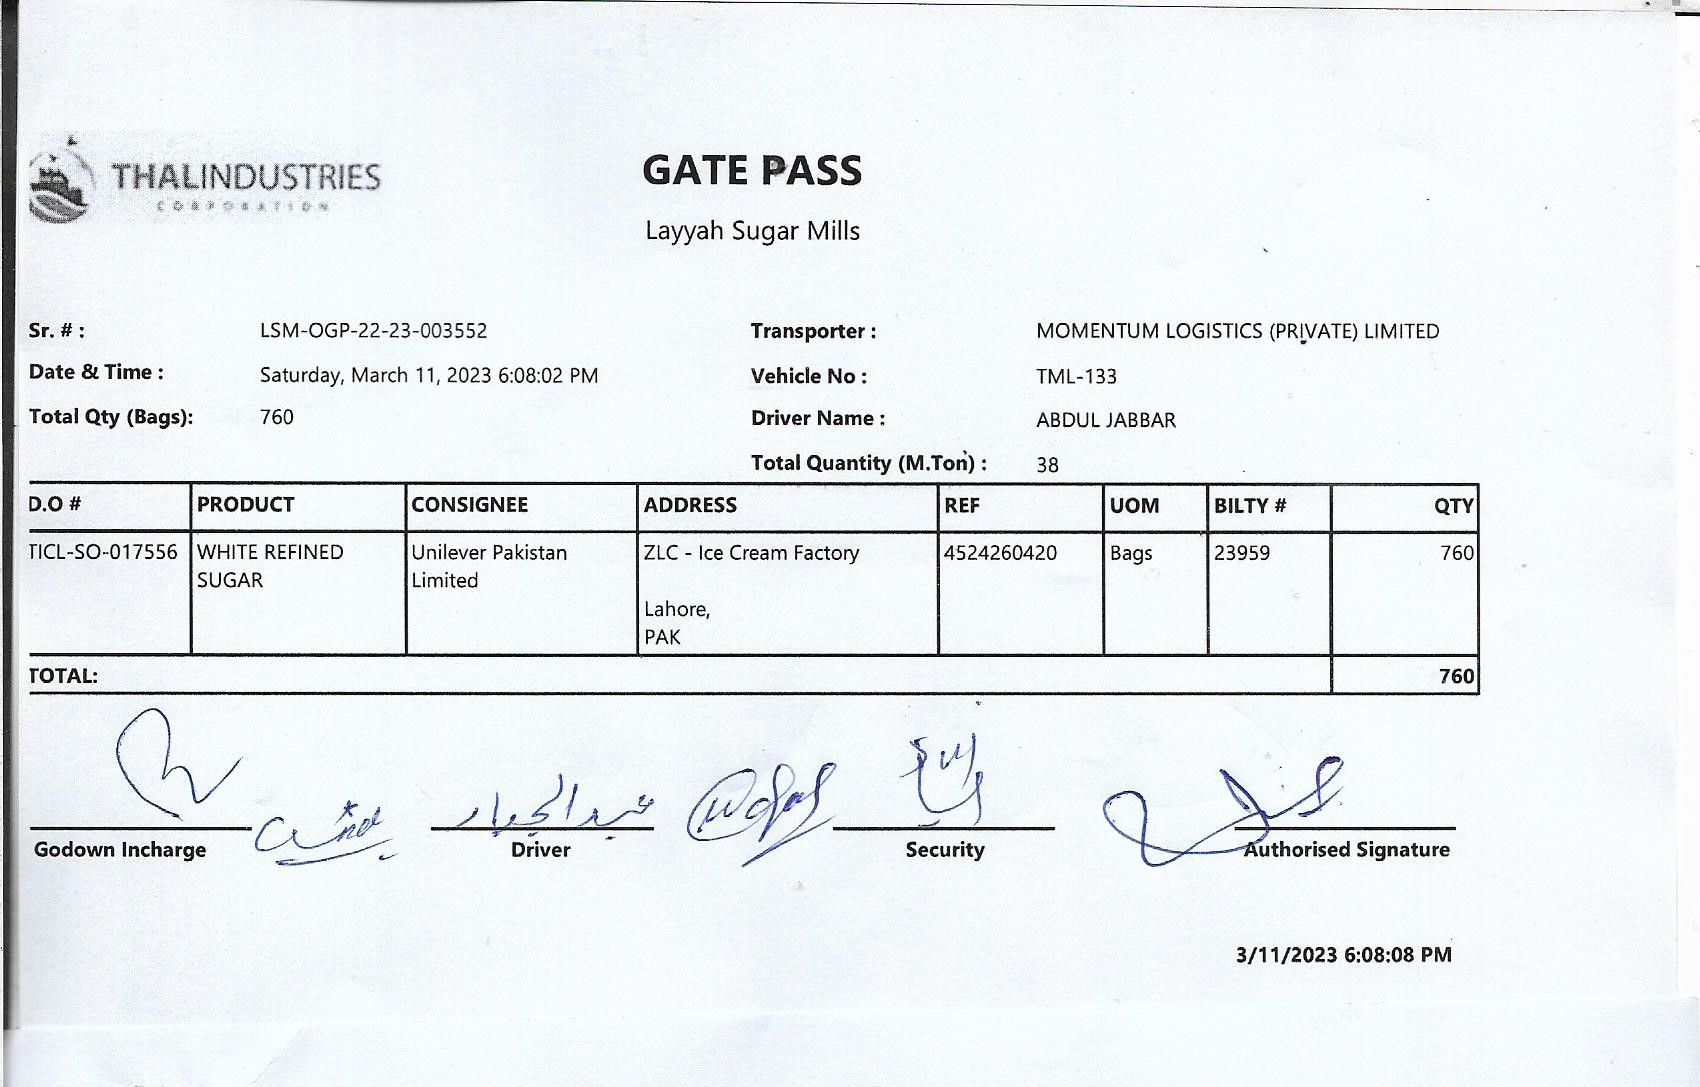 THALINDUSTRIES
CORPORATION
GATE PASS
Layyah Sugar Mills
Sr. # : LSM-OGP-22-23-003552
Transporter : MOMENTUM LOGISTICS (PRIVATE) LIMITED
Date & Time : Saturday, March 11, 2023 6:08:02 PM
Vehicle No : TML-133
Total Qty (Bags): 760
Driver Name : ABDUL JABBAR
Total Quantity (M.Ton) : 38
D.O # PRODUCT CONSIGNEE ADDRESS REF UOM BILTY # QTY
TICL-SO-017556 WHITE REFINED Unilever Pakistan ZLC - Ice Cream Factory 4524260420 Bags 23959 760
SUGAR Limited
Lahore,
PAK
TOTAL: 760
عبدالجبار
Godown Incharge Driver Security Authorised Signature
3/11/2023 6:08:08 PM